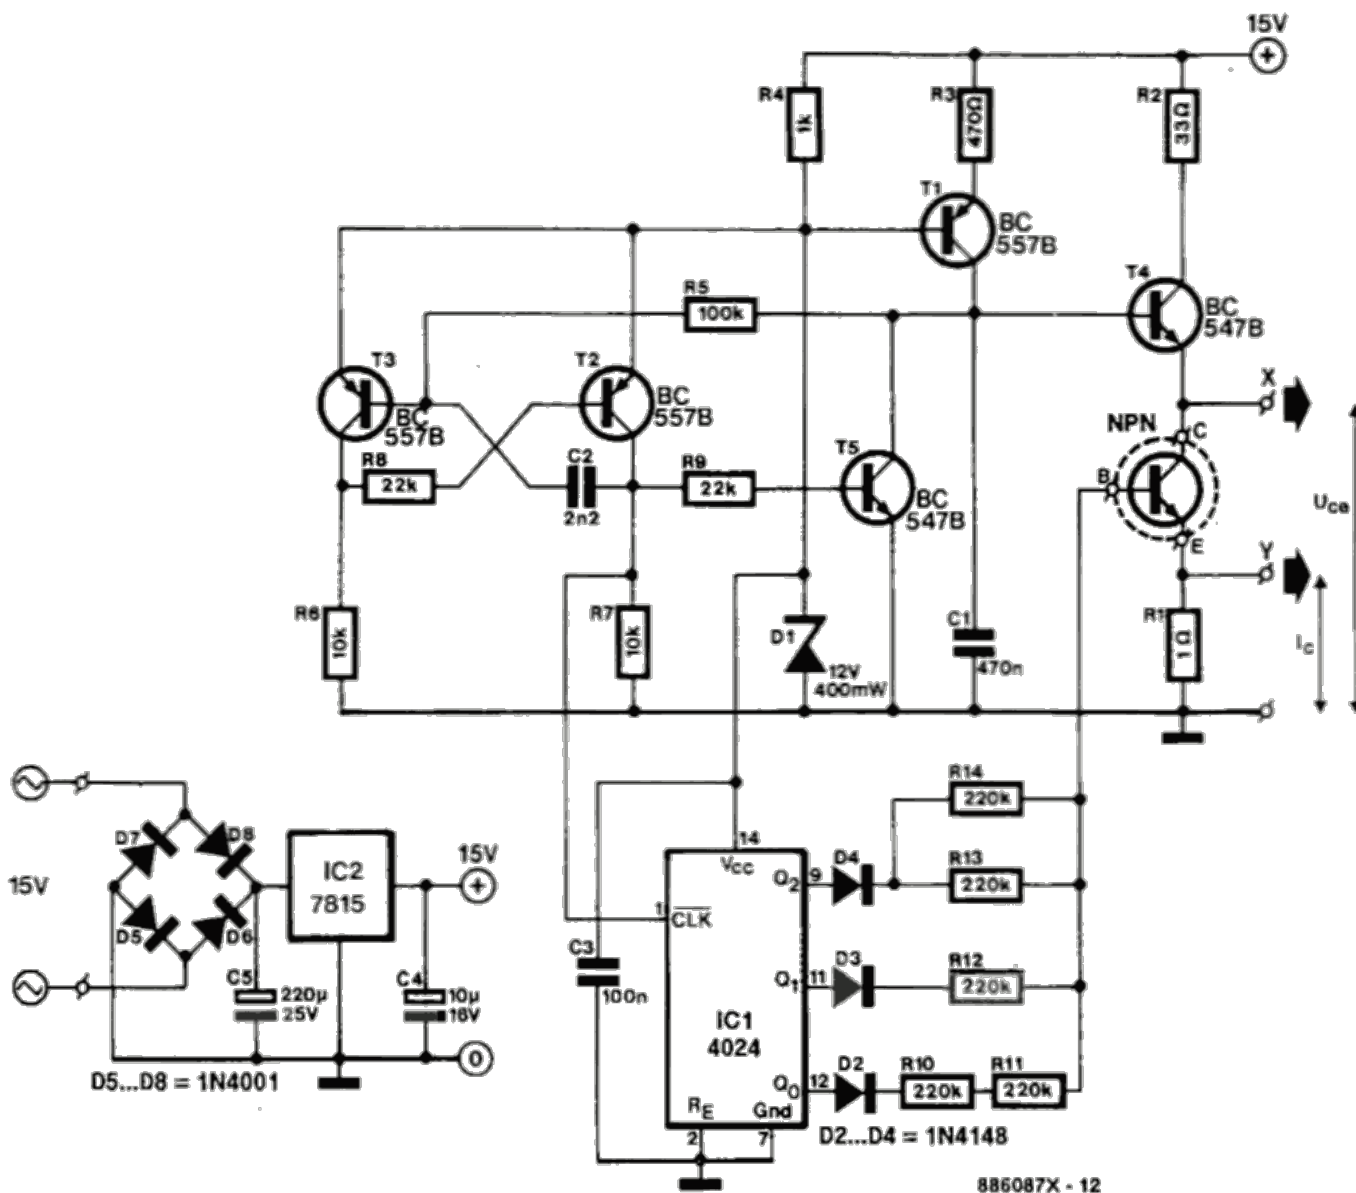 15V
+
R4
1k
R3
470Ω
R2
33Ω
T1
BC
557B
T4
BC
547B
R5
100k
T3
BC
557B
T2
BC
557B
X
NPN
C
B
E
Uce
R8
22k
C2
2n2
R9
22k
T5
BC
547B
Y
R6
10k
R7
10k
D1
12V
400mW
C1
470n
R1
1Ω
IC
15V
D7
D8
D5
D6
IC2
7815
15V
+
C5
220µ
25V
C4
10µ
16V
0
D5...D8 = 1N4001
C3
100n
14
VCC
1
CLK
IC1
4024
Q2
9
Q1
11
Q0
12
RE
2
Gnd
7
D4
R14
220k
R13
220k
D3
R12
220k
D2
R10
220k
R11
220k
D2...D4 = 1N4148
886087X - 12